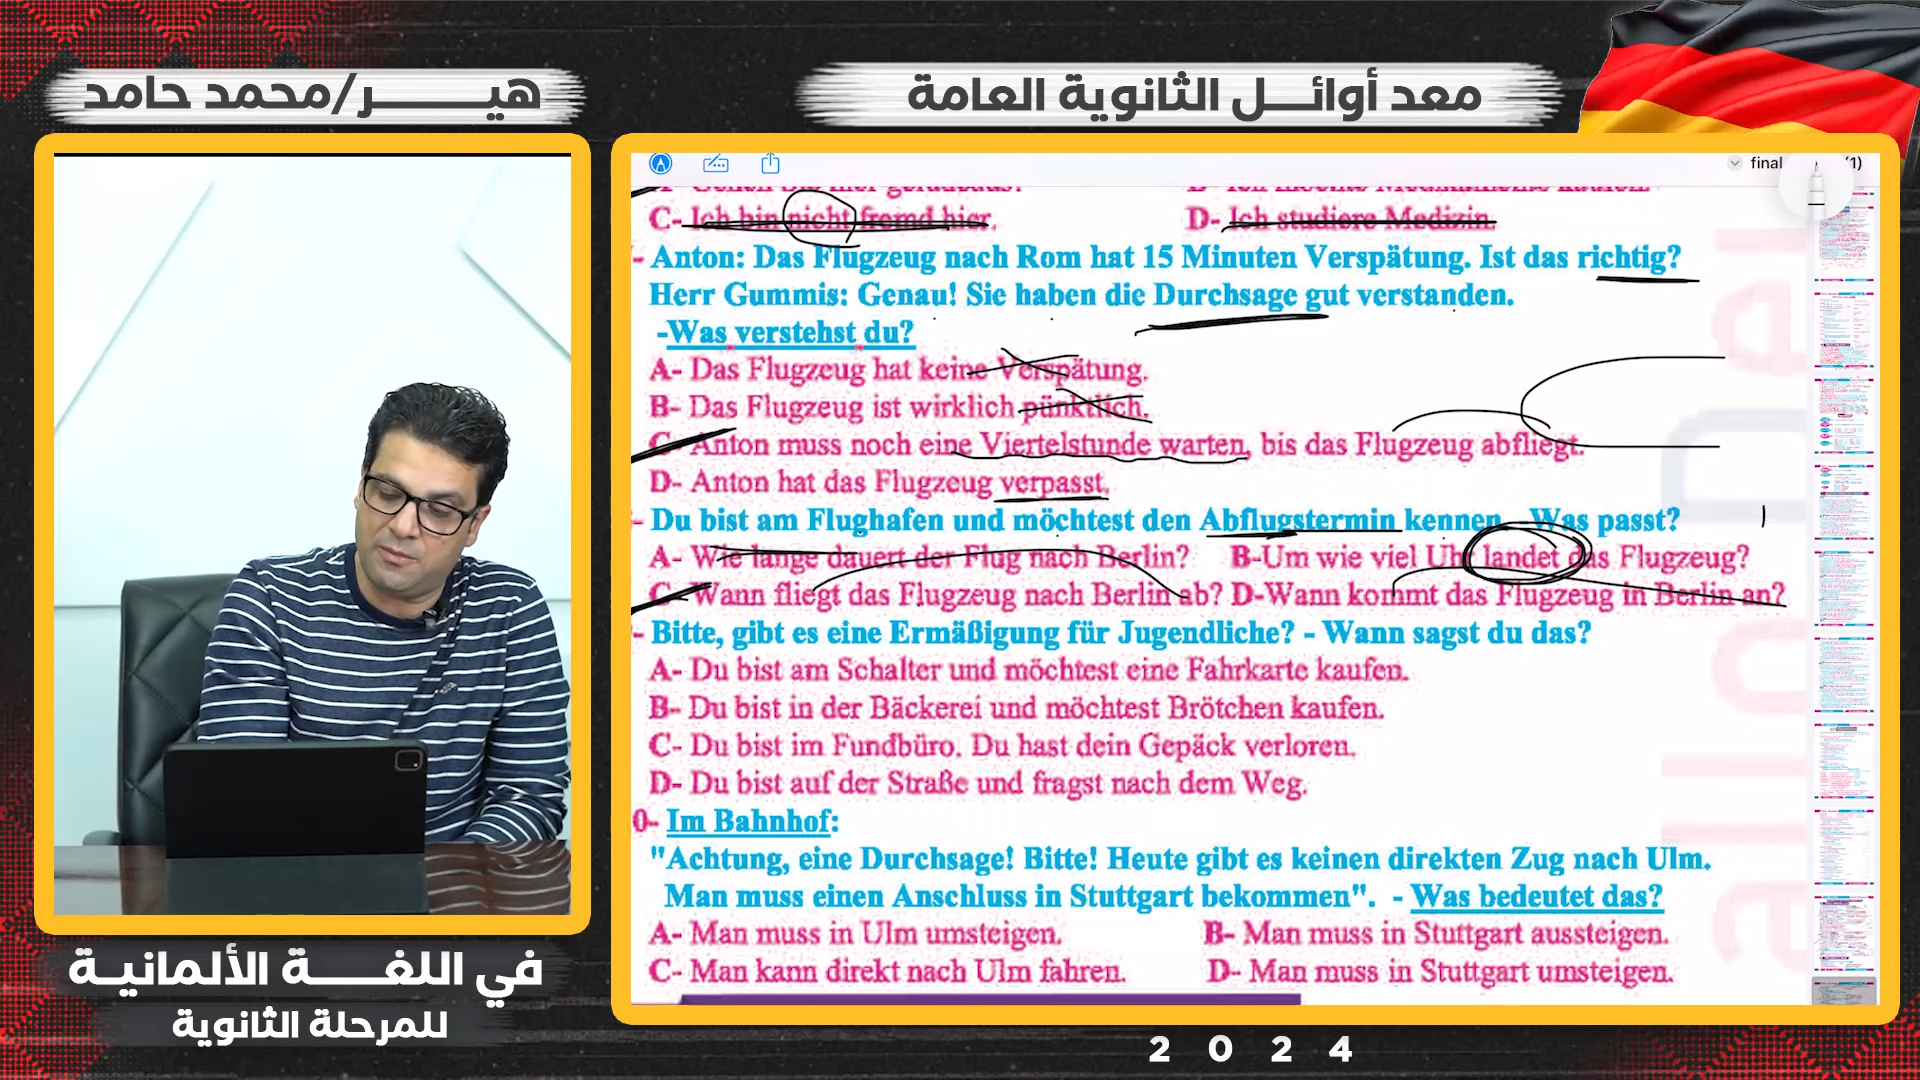 هيـــــر/محمد حامد
معد أوائـل الثانوية العامة
final (1)
C- Ich bin nicht fremd hier.
D- Ich studiere Medizin.
- Anton: Das Flugzeug nach Rom hat 15 Minuten Verspätung. Ist das richtig?
Herr Gummis: Genau! Sie haben die Durchsage gut verstanden.
-Was verstehst du?
A- Das Flugzeug hat keine Verspätung.
B- Das Flugzeug ist wirklich pünktlich.
C- Anton muss noch eine Viertelstunde warten, bis das Flugzeug abfliegt.
D- Anton hat das Flugzeug verpasst.
- Du bist am Flughafen und möchtest den Abflugstermin kennen. - Was passt?
A- Wie lange dauert der Flug nach Berlin? B-Um wie viel Uhr landet das Flugzeug?
C- Wann fliegt das Flugzeug nach Berlin ab? D-Wann kommt das Flugzeug in Berlin an?
- Bitte, gibt es eine Ermäßigung für Jugendliche? - Wann sagst du das?
A- Du bist am Schalter und möchtest eine Fahrkarte kaufen.
B- Du bist in der Bäckerei und möchtest Brötchen kaufen.
C- Du bist im Fundbüro. Du hast dein Gepäck verloren.
D- Du bist auf der Straße und fragst nach dem Weg.
0- Im Bahnhof:
"Achtung, eine Durchsage! Bitte! Heute gibt es keinen direkten Zug nach Ulm.
Man muss einen Anschluss in Stuttgart bekommen". - Was bedeutet das?
A- Man muss in Ulm umsteigen. B- Man muss in Stuttgart aussteigen.
C- Man kann direkt nach Ulm fahren. D- Man muss in Stuttgart umsteigen.
في اللغـــة الألمانيـة
للمرحلة الثانوية
2024